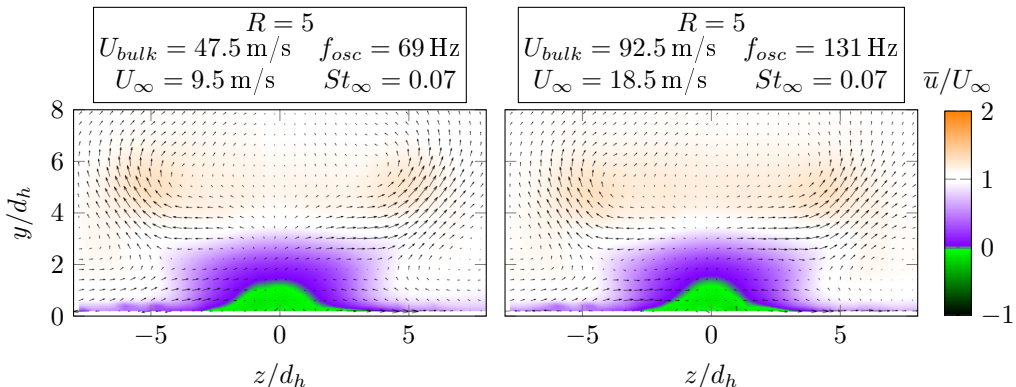 R = 5
U_bulk = 47.5 m/s f_osc = 69 Hz
U_∞ = 9.5 m/s St_∞ = 0.07
R = 5
U_bulk = 92.5 m/s f_osc = 131 Hz
U_∞ = 18.5 m/s St_∞ = 0.07
u̅/U_∞
8
6
4
2
0
y/d_h
−5 0 5
z/d_h
−5 0 5
z/d_h
2
1
0
−1